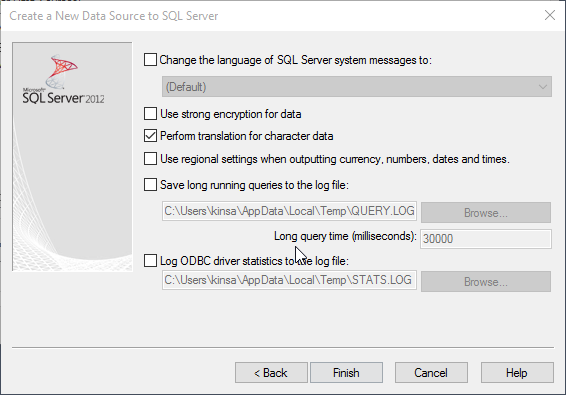 Create a New Data Source to SQL Server
Microsoft
SQL Server 2012
Change the language of SQL Server system messages to:
(Default)
Use strong encryption for data
Perform translation for character data
Use regional settings when outputting currency, numbers, dates and times.
Save long running queries to the log file:
C:\Users\kinsa\AppData\Local\Temp\QUERY.LOG
Browse...
Long query time (milliseconds):
30000
Log ODBC driver statistics to the log file:
C:\Users\kinsa\AppData\Local\Temp\STATS.LOG
Browse...
< Back
Finish
Cancel
Help